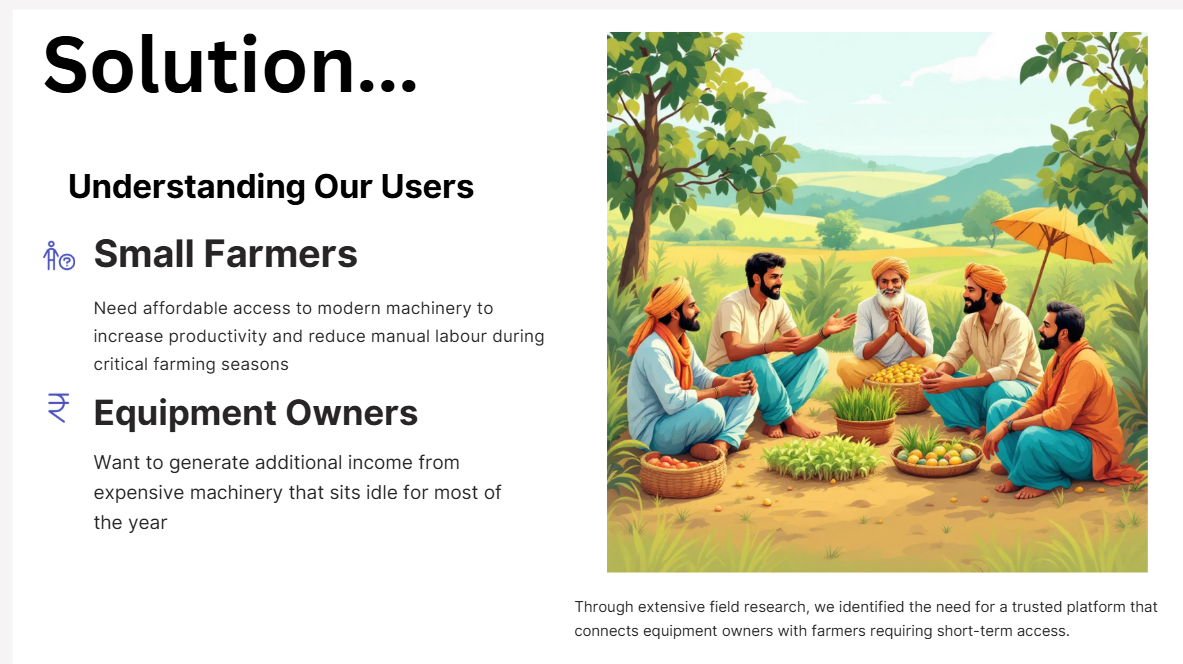 Solution...
Understanding Our Users
Small Farmers
Need affordable access to modern machinery to
increase productivity and reduce manual labour during
critical farming seasons
₹
Equipment Owners
Want to generate additional income from
expensive machinery that sits idle for most of
the year
Through extensive field research, we identified the need for a trusted platform that
connects equipment owners with farmers requiring short-term access.